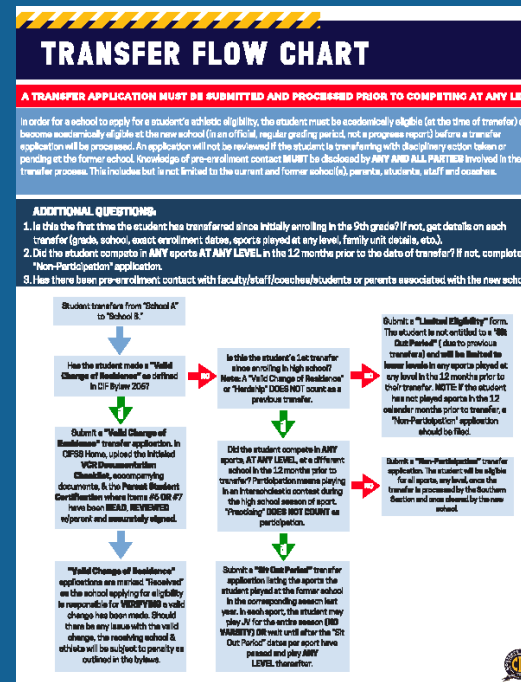 TRANSFER FLOW CHART
A TRANSFER APPLICATION MUST BE SUBMITTED AND PROCESSED PRIOR TO COMPETING AT ANY LE
In order for a school to apply for a student's athletic eligibility, the student must be academically eligible (at the time of transfer)
become academically eligible at the new school (in an official, regular grading period, not a progress report) before a transfer
application will be processed. An application will not be reviewed if the student is transferring with disciplinary action taken or
pending at the former school. Knowledge of pre-enrollment contact MUST be disclosed by ANY AND ALL PARTIES involved in the
transfer process. This includes but is not limited to the current and former school(s), parents, students, staff and coaches.
ADDITIONAL QUESTIONS:
1. Is this the first time the student has transferred since initially enrolling in the 9th grade? If not, get details on each
transfer (grade, school, exact enrollment dates, sports played at any level, family unit details, etc.).
2. Did the student compete in ANY sports AT ANY LEVEL in the 12 months prior to the date of transfer? If not, complete
"Non-Participation" application.
3. Has there been pre-enrollment contact with faculty/staff/coaches/students or parents associated with the new scho
Student transfers from "School A"
to "School B."
Has the student made a "Valid
Change of Residence" as defined
in CIF Bylaw 206?
NO
Submit a "Valid Change of
Residence" transfer application. In
CIFSS Home, upload the initialed
VCR Documentation
Checklist, accompanying
documents, & the Parent Student
Certification where items #6 OR #7
have been READ, REVIEWED
w/parent and accurately signed.
"Valid Change of Residence"
applications are marked "Received"
as the school applying for eligibility
is responsible for VERIFYING a valid
change has been made. Should
there be any issue with the valid
change, the receiving school &
athlete will be subject to penalty as
outlined in the bylaws.
Is this the student's 1st transfer
since enrolling in high school?
Note: A "Valid Change of Residence"
or "Hardship" DOES NOT count as a
previous transfer.
NO
Did the student compete in ANY
sports, AT ANY LEVEL, at a different
school in the 12 months prior to
transfer? Participation means playing
in an interscholastic contest during
the high school season of sport.
"Practicing" DOES NOT COUNT as
participation.
NO
Submit a "Sit Out Period" transfer
application listing the sports the
student played at the former school
in the corresponding season last
year. In each sport, the student may
play JV for the entire season (NO
VARSITY) OR wait until after the "Sit
Out Period" dates per sport have
passed and play ANY
LEVEL thereafter.
Submit a "Limited Eligibility" form.
The student is not entitled to a "Sit
Out Period" ( due to previous
transfers) and will be limited to
lower levels in any sports played at
any level in the 12 months prior to
their transfer. NOTE: If the student
has not played sports in the 12
calendar months prior to transfer, a
"Non-Participation" application
should be filed.
Submit a "Non-Participation" transfer
application. The student will be eligible
for all sports, any level, once the
transfer is processed by the Southern
Section and once cleared by the new
school.